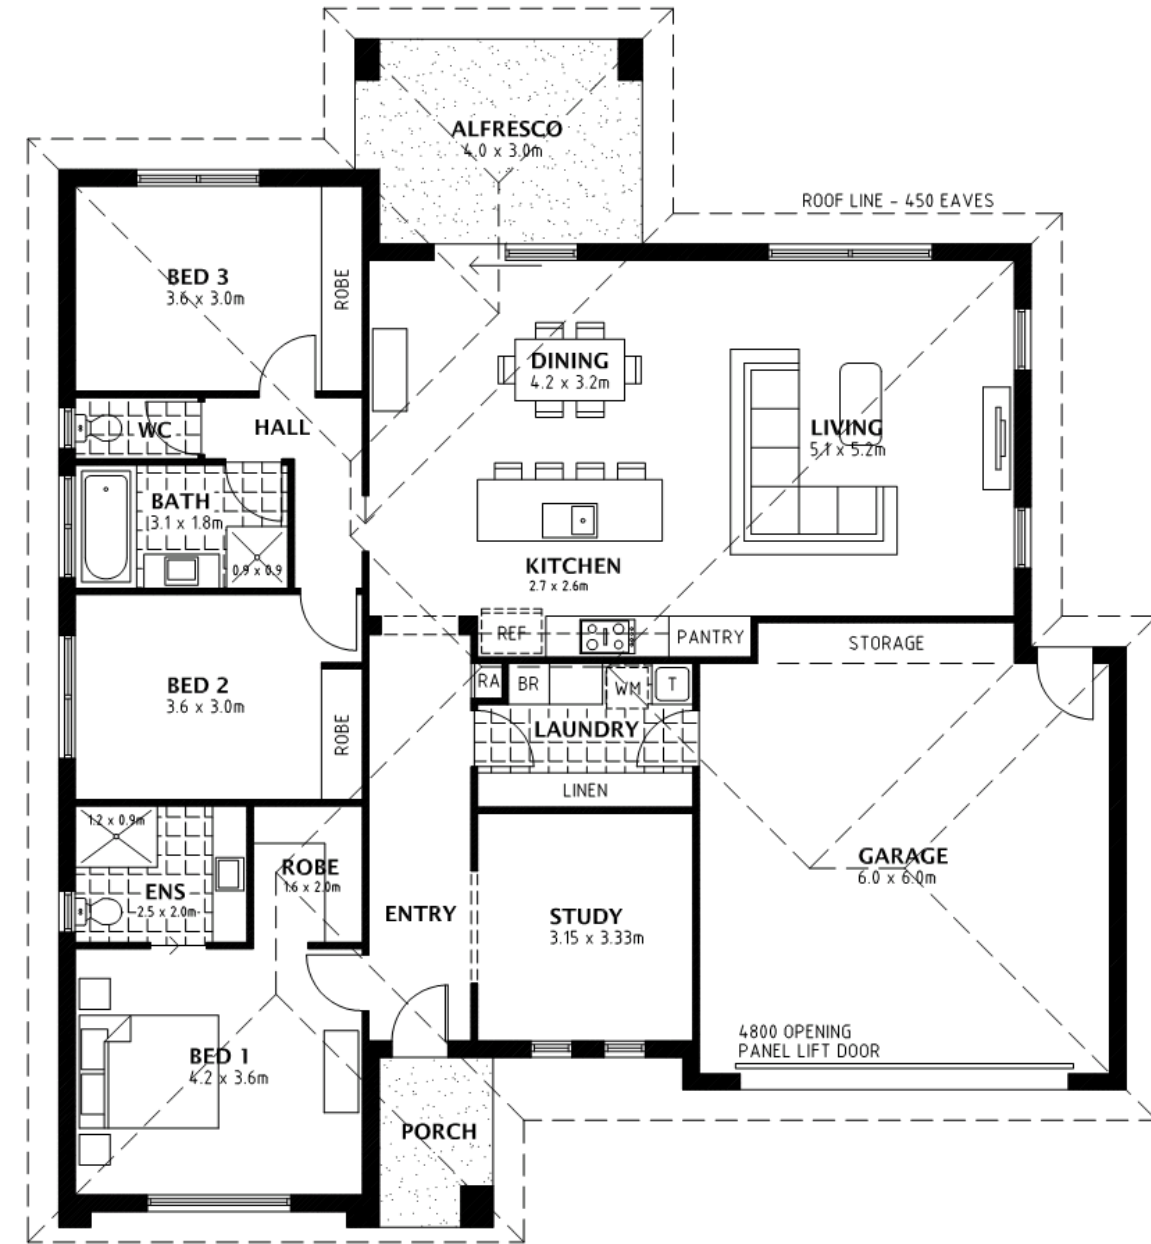 ALFRESCO
4.0 x 3.0m
ROOF LINE - 450 EAVES
BED 3
3.6 x 3.0m
ROBE
DINING
4.2 x 3.2m
WC
HALL
LIVING
5.1 x 5.2m
BATH
3.1 x 1.8m
0.9 x 0.9
KITCHEN
2.7 x 2.6m
REF
PANTRY
STORAGE
BED 2
3.6 x 3.0m
ROBE
RA
BR
WM
T
LAUNDRY
LINEN
1.2 x 0.9m
ENS
2.5 x 2.0m
ROBE
1.6 x 2.0m
ENTRY
STUDY
3.15 x 3.33m
GARAGE
6.0 x 6.0m
4800 OPENING
PANEL LIFT DOOR
BED 1
4.2 x 3.6m
PORCH